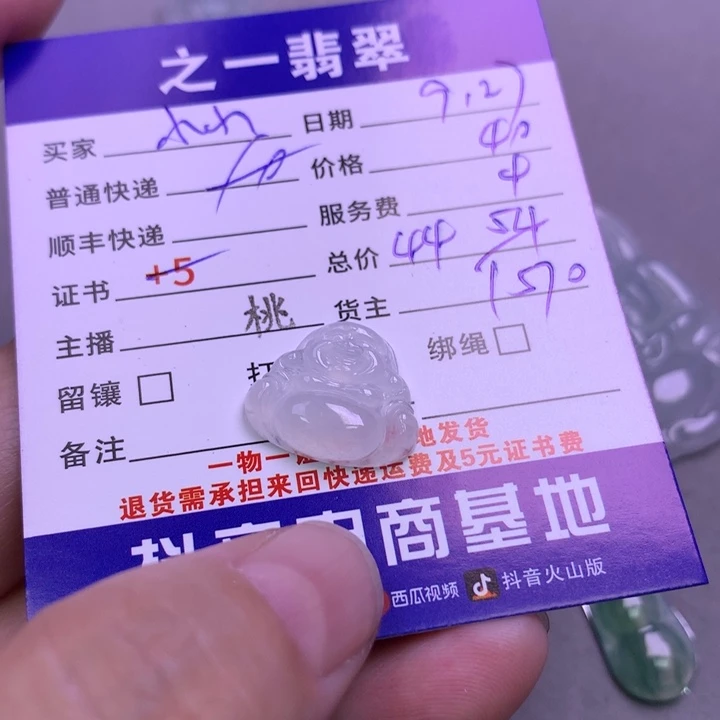 之一翡翠
买家 日期 9.27
普通快递 价格 40
顺丰快递 服务费 4
证书 +5 总价 44 54
主播 桃 货主 1570
留镶 □ 打 绑绳 □
备注
一物一 地发货
退货需承担来回快递运费及5元证书费
抖音电商基地
西瓜视频 抖音火山版